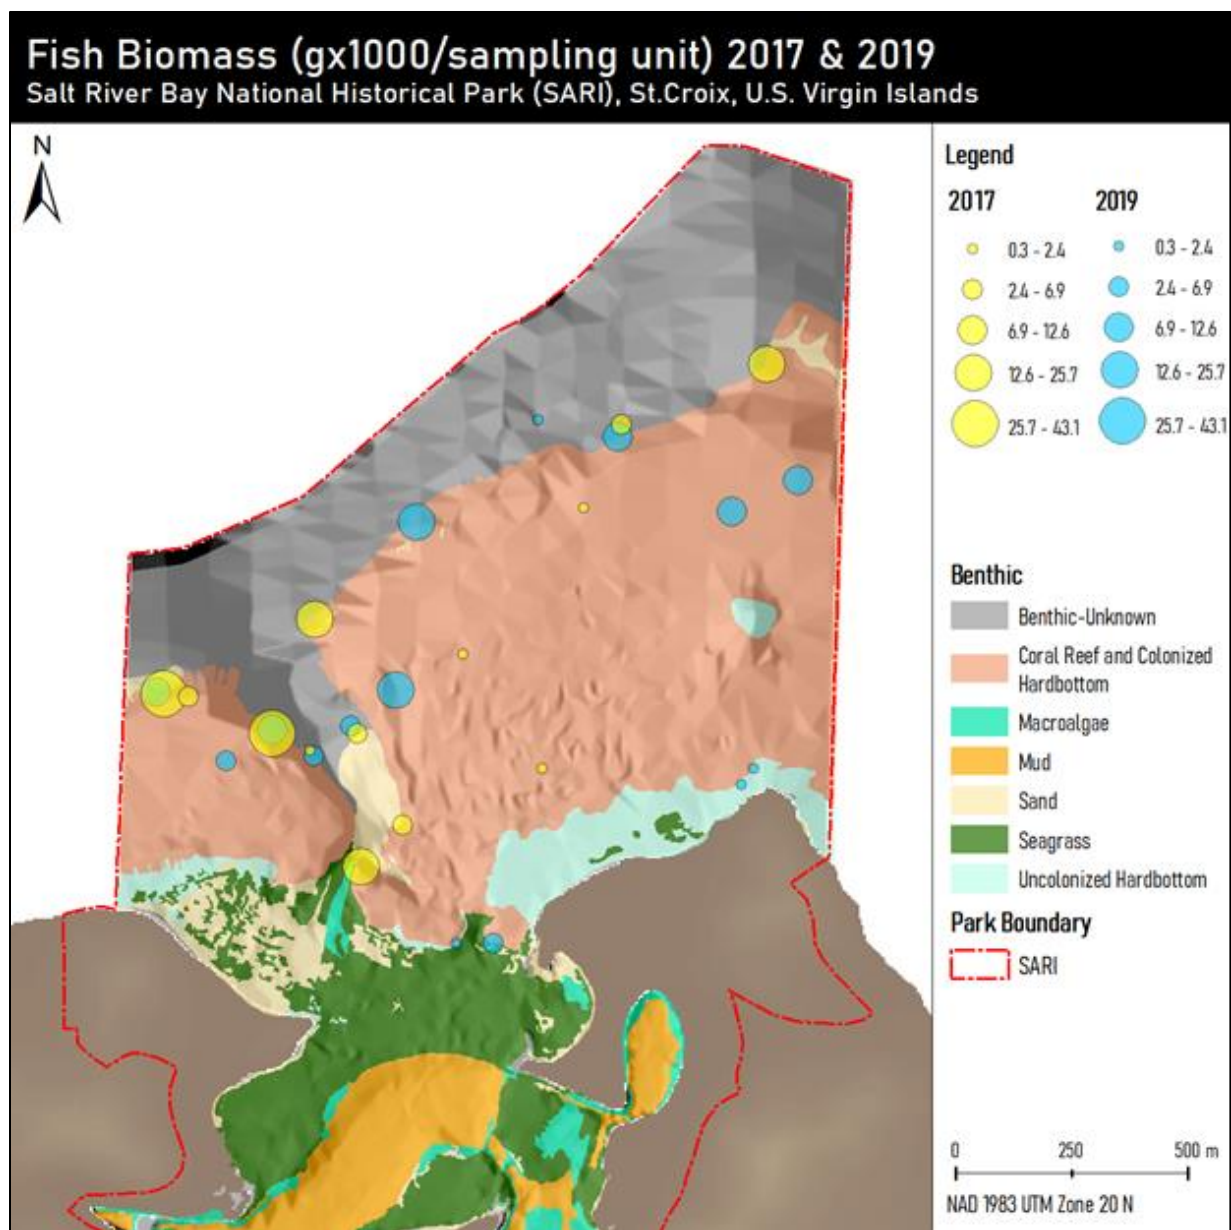 Fish Biomass (gx1000/sampling unit) 2017 & 2019
Salt River Bay National Historical Park (SARI), St.Croix, U.S. Virgin Islands
N
Legend
2017 2019
0.3 - 2.4 0.3 - 2.4
2.4 - 6.9 2.4 - 6.9
6.9 - 12.6 6.9 - 12.6
12.6 - 25.7 12.6 - 25.7
25.7 - 43.1 25.7 - 43.1
Benthic
Benthic-Unknown
Coral Reef and Colonized
Hardbottom
Macroalgae
Mud
Sand
Seagrass
Uncolonized Hardbottom
Park Boundary
SARI
0 250 500 m
NAD 1983 UTM Zone 20 N